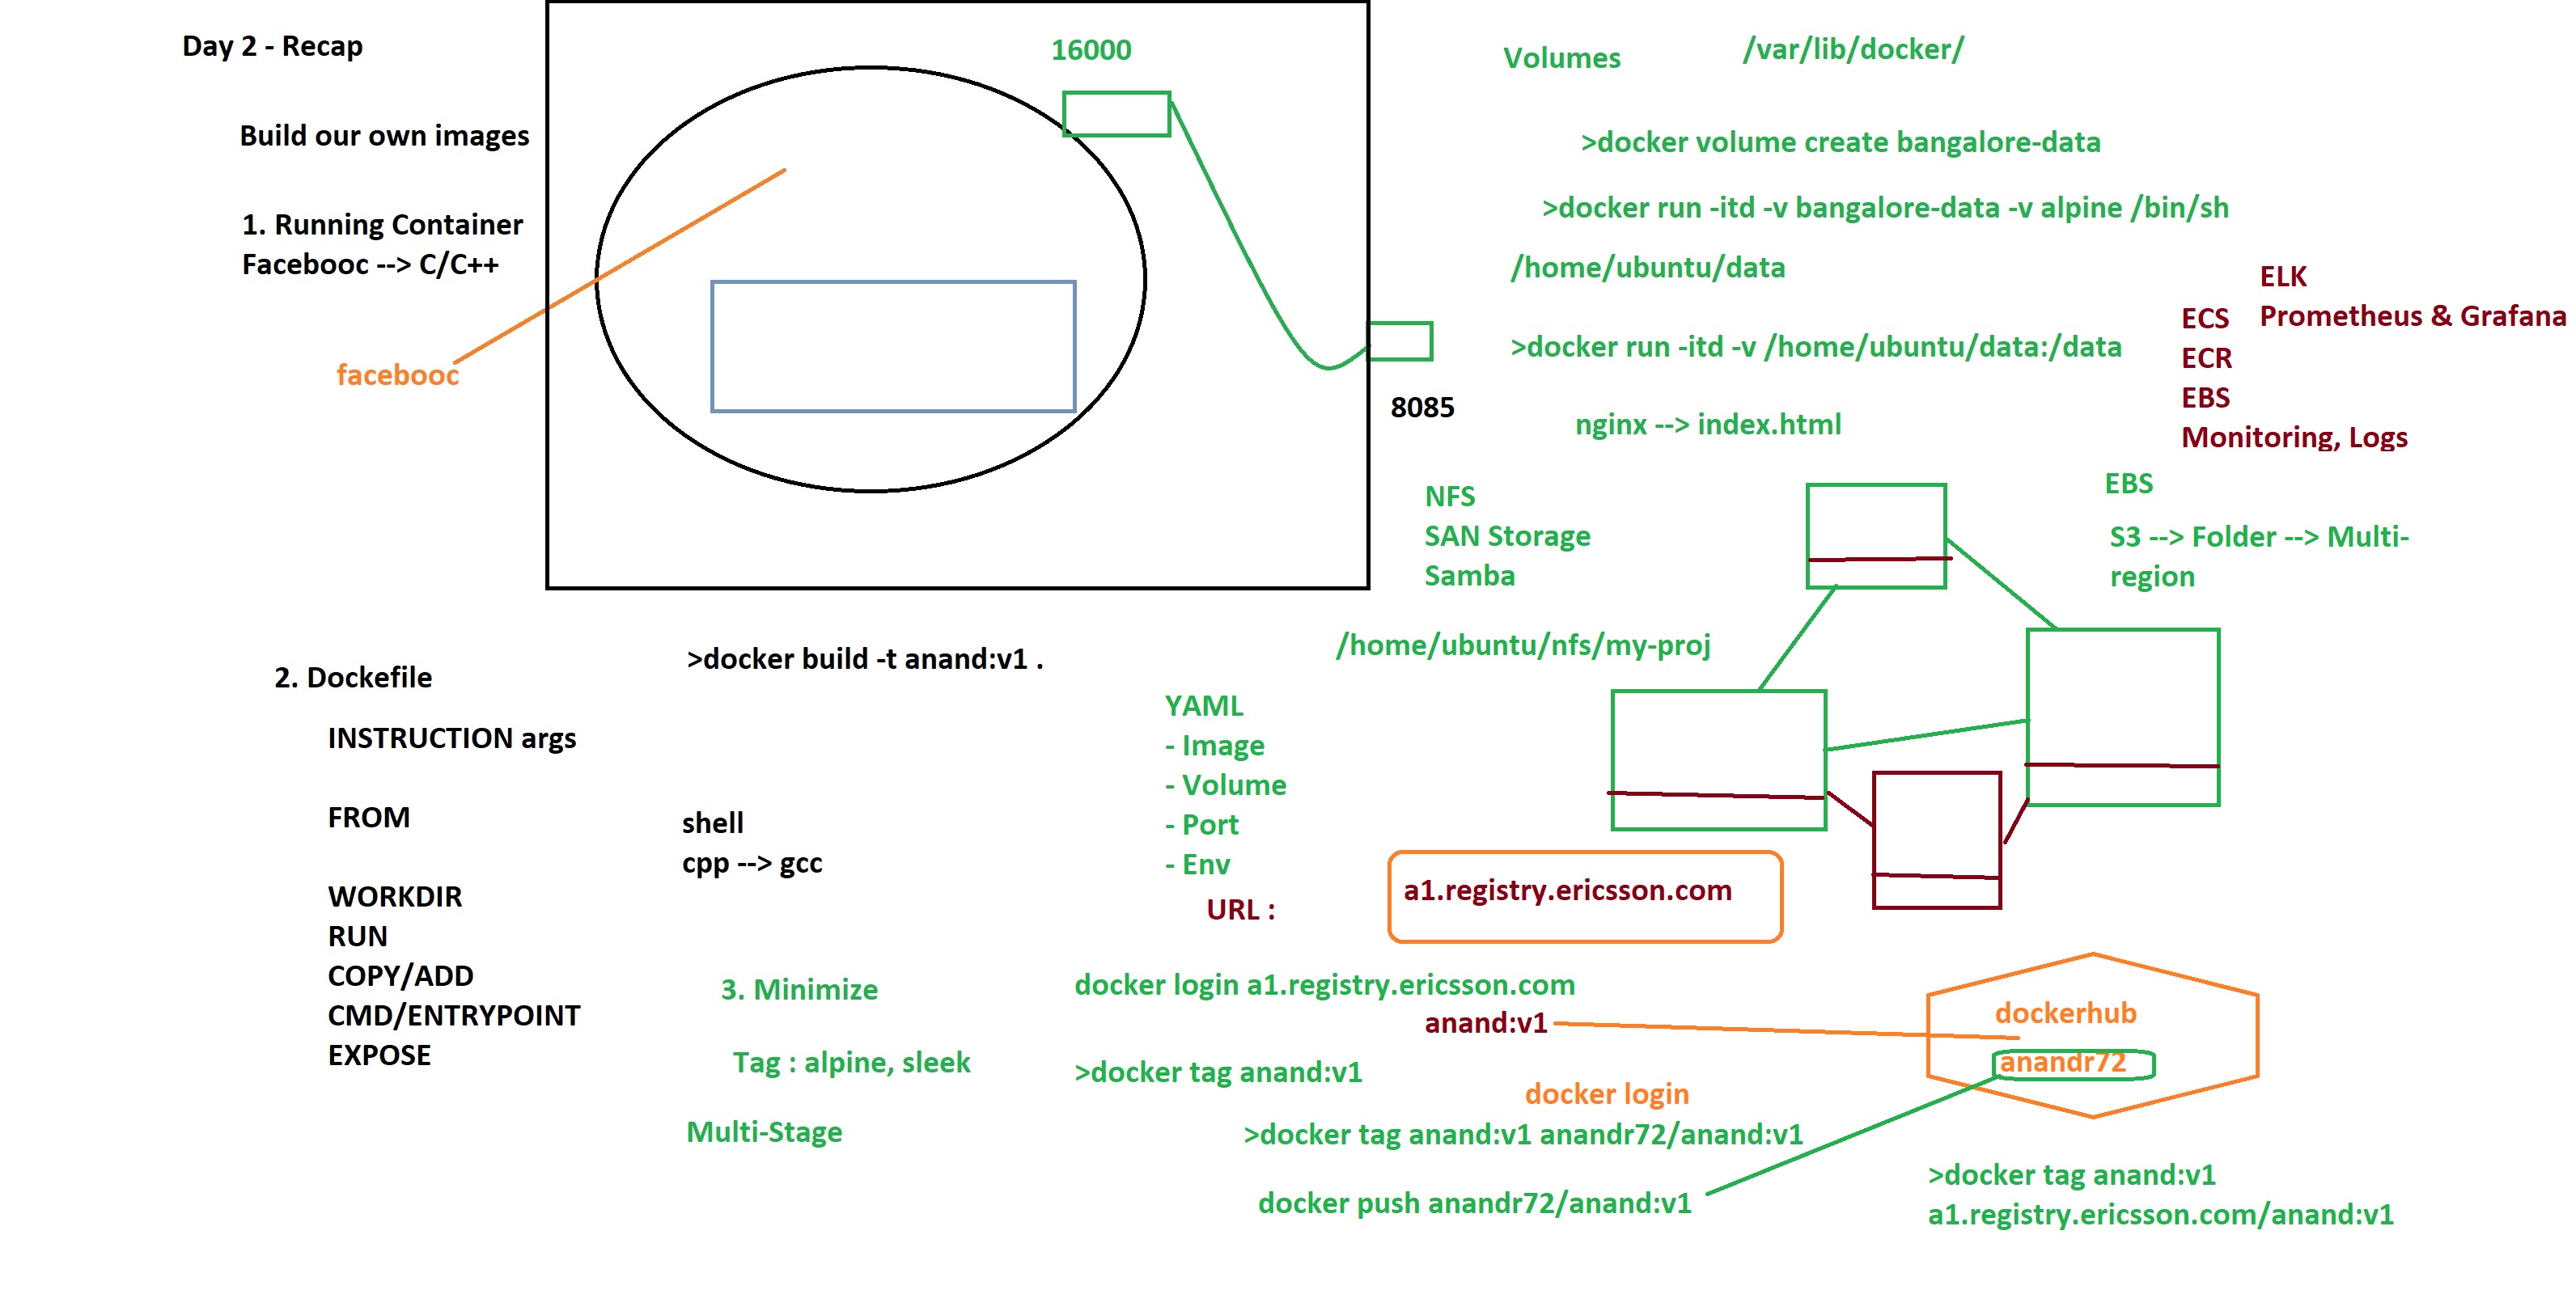 Day 2 - Recap
Build our own images
1. Running Container
Facebooc --> C/C++
facebooc
16000
8085
Volumes
/var/lib/docker/
>docker volume create bangalore-data
>docker run -itd -v bangalore-data -v alpine /bin/sh
/home/ubuntu/data
>docker run -itd -v /home/ubuntu/data:/data
nginx --> index.html
ELK
Prometheus & Grafana
ECS
ECR
EBS
Monitoring, Logs
NFS
SAN Storage
Samba
EBS
S3 --> Folder --> Multi-
region
/home/ubuntu/nfs/my-proj
2. Dockefile
INSTRUCTION args
FROM
WORKDIR
RUN
COPY/ADD
CMD/ENTRYPOINT
EXPOSE
>docker build -t anand:v1 .
shell
cpp --> gcc
3. Minimize
Tag : alpine, sleek
Multi-Stage
YAML
- Image
- Volume
- Port
- Env
URL :
a1.registry.ericsson.com
docker login a1.registry.ericsson.com
anand:v1
>docker tag anand:v1
docker login
>docker tag anand:v1 anandr72/anand:v1
docker push anandr72/anand:v1
dockerhub
anandr72
>docker tag anand:v1
a1.registry.ericsson.com/anand:v1